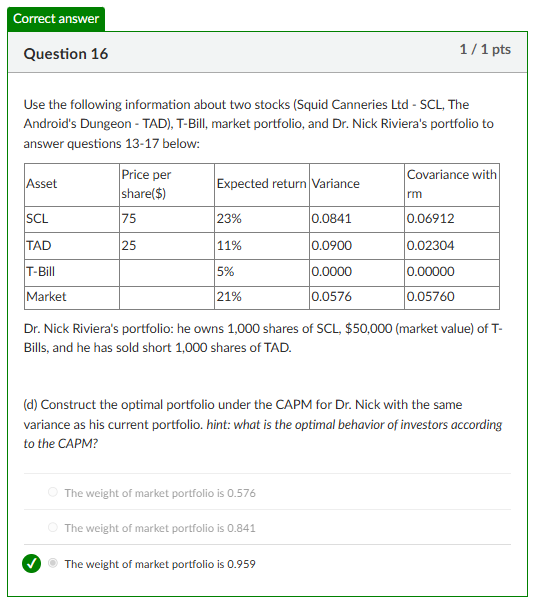 Correct answer
Question 16
1 / 1 pts
Use the following information about two stocks (Squid Canneries Ltd - SCL, The
Android's Dungeon - TAD), T-Bill, market portfolio, and Dr. Nick Riviera's portfolio to
answer questions 13-17 below:
Asset Price per share($) Expected return Variance Covariance with rm
SCL 75 23% 0.0841 0.06912
TAD 25 11% 0.0900 0.02304
T-Bill 5% 0.0000 0.00000
Market 21% 0.0576 0.05760
Dr. Nick Riviera's portfolio: he owns 1,000 shares of SCL, $50,000 (market value) of T-
Bills, and he has sold short 1,000 shares of TAD.
(d) Construct the optimal portfolio under the CAPM for Dr. Nick with the same
variance as his current portfolio. hint: what is the optimal behavior of investors according
to the CAPM?
The weight of market portfolio is 0.576
The weight of market portfolio is 0.841
The weight of market portfolio is 0.959